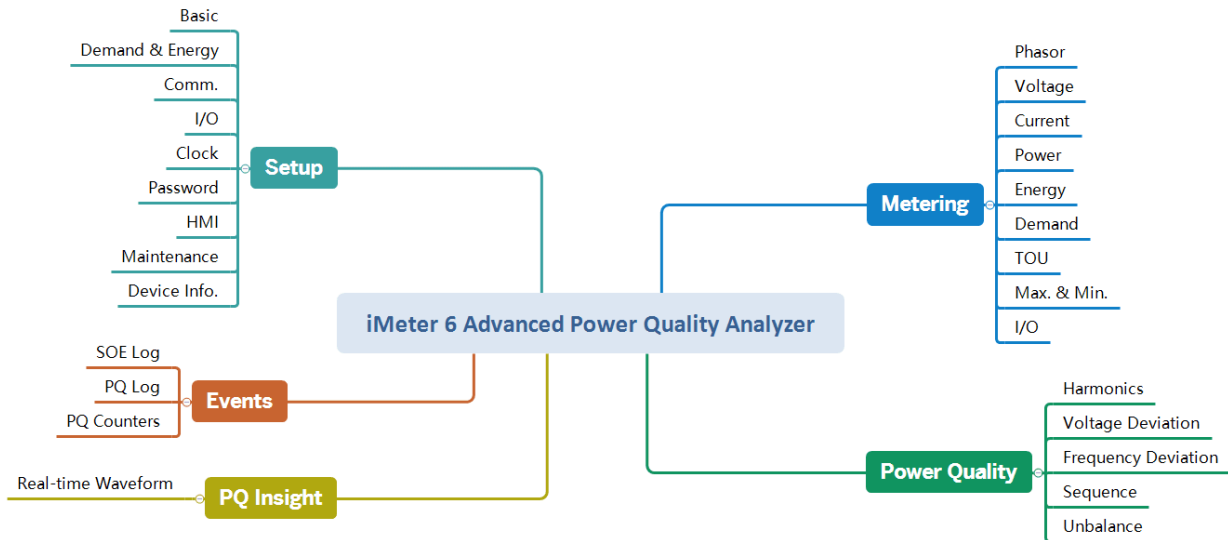 Basic
Demand & Energy
Comm.
I/O
Clock
Password
HMI
Maintenance
Device Info.
Setup
SOE Log
PQ Log
PQ Counters
Events
Real-time Waveform
PQ Insight
iMeter 6 Advanced Power Quality Analyzer
Metering
Phasor
Voltage
Current
Power
Energy
Demand
TOU
Max. & Min.
I/O
Power Quality
Harmonics
Voltage Deviation
Frequency Deviation
Sequence
Unbalance